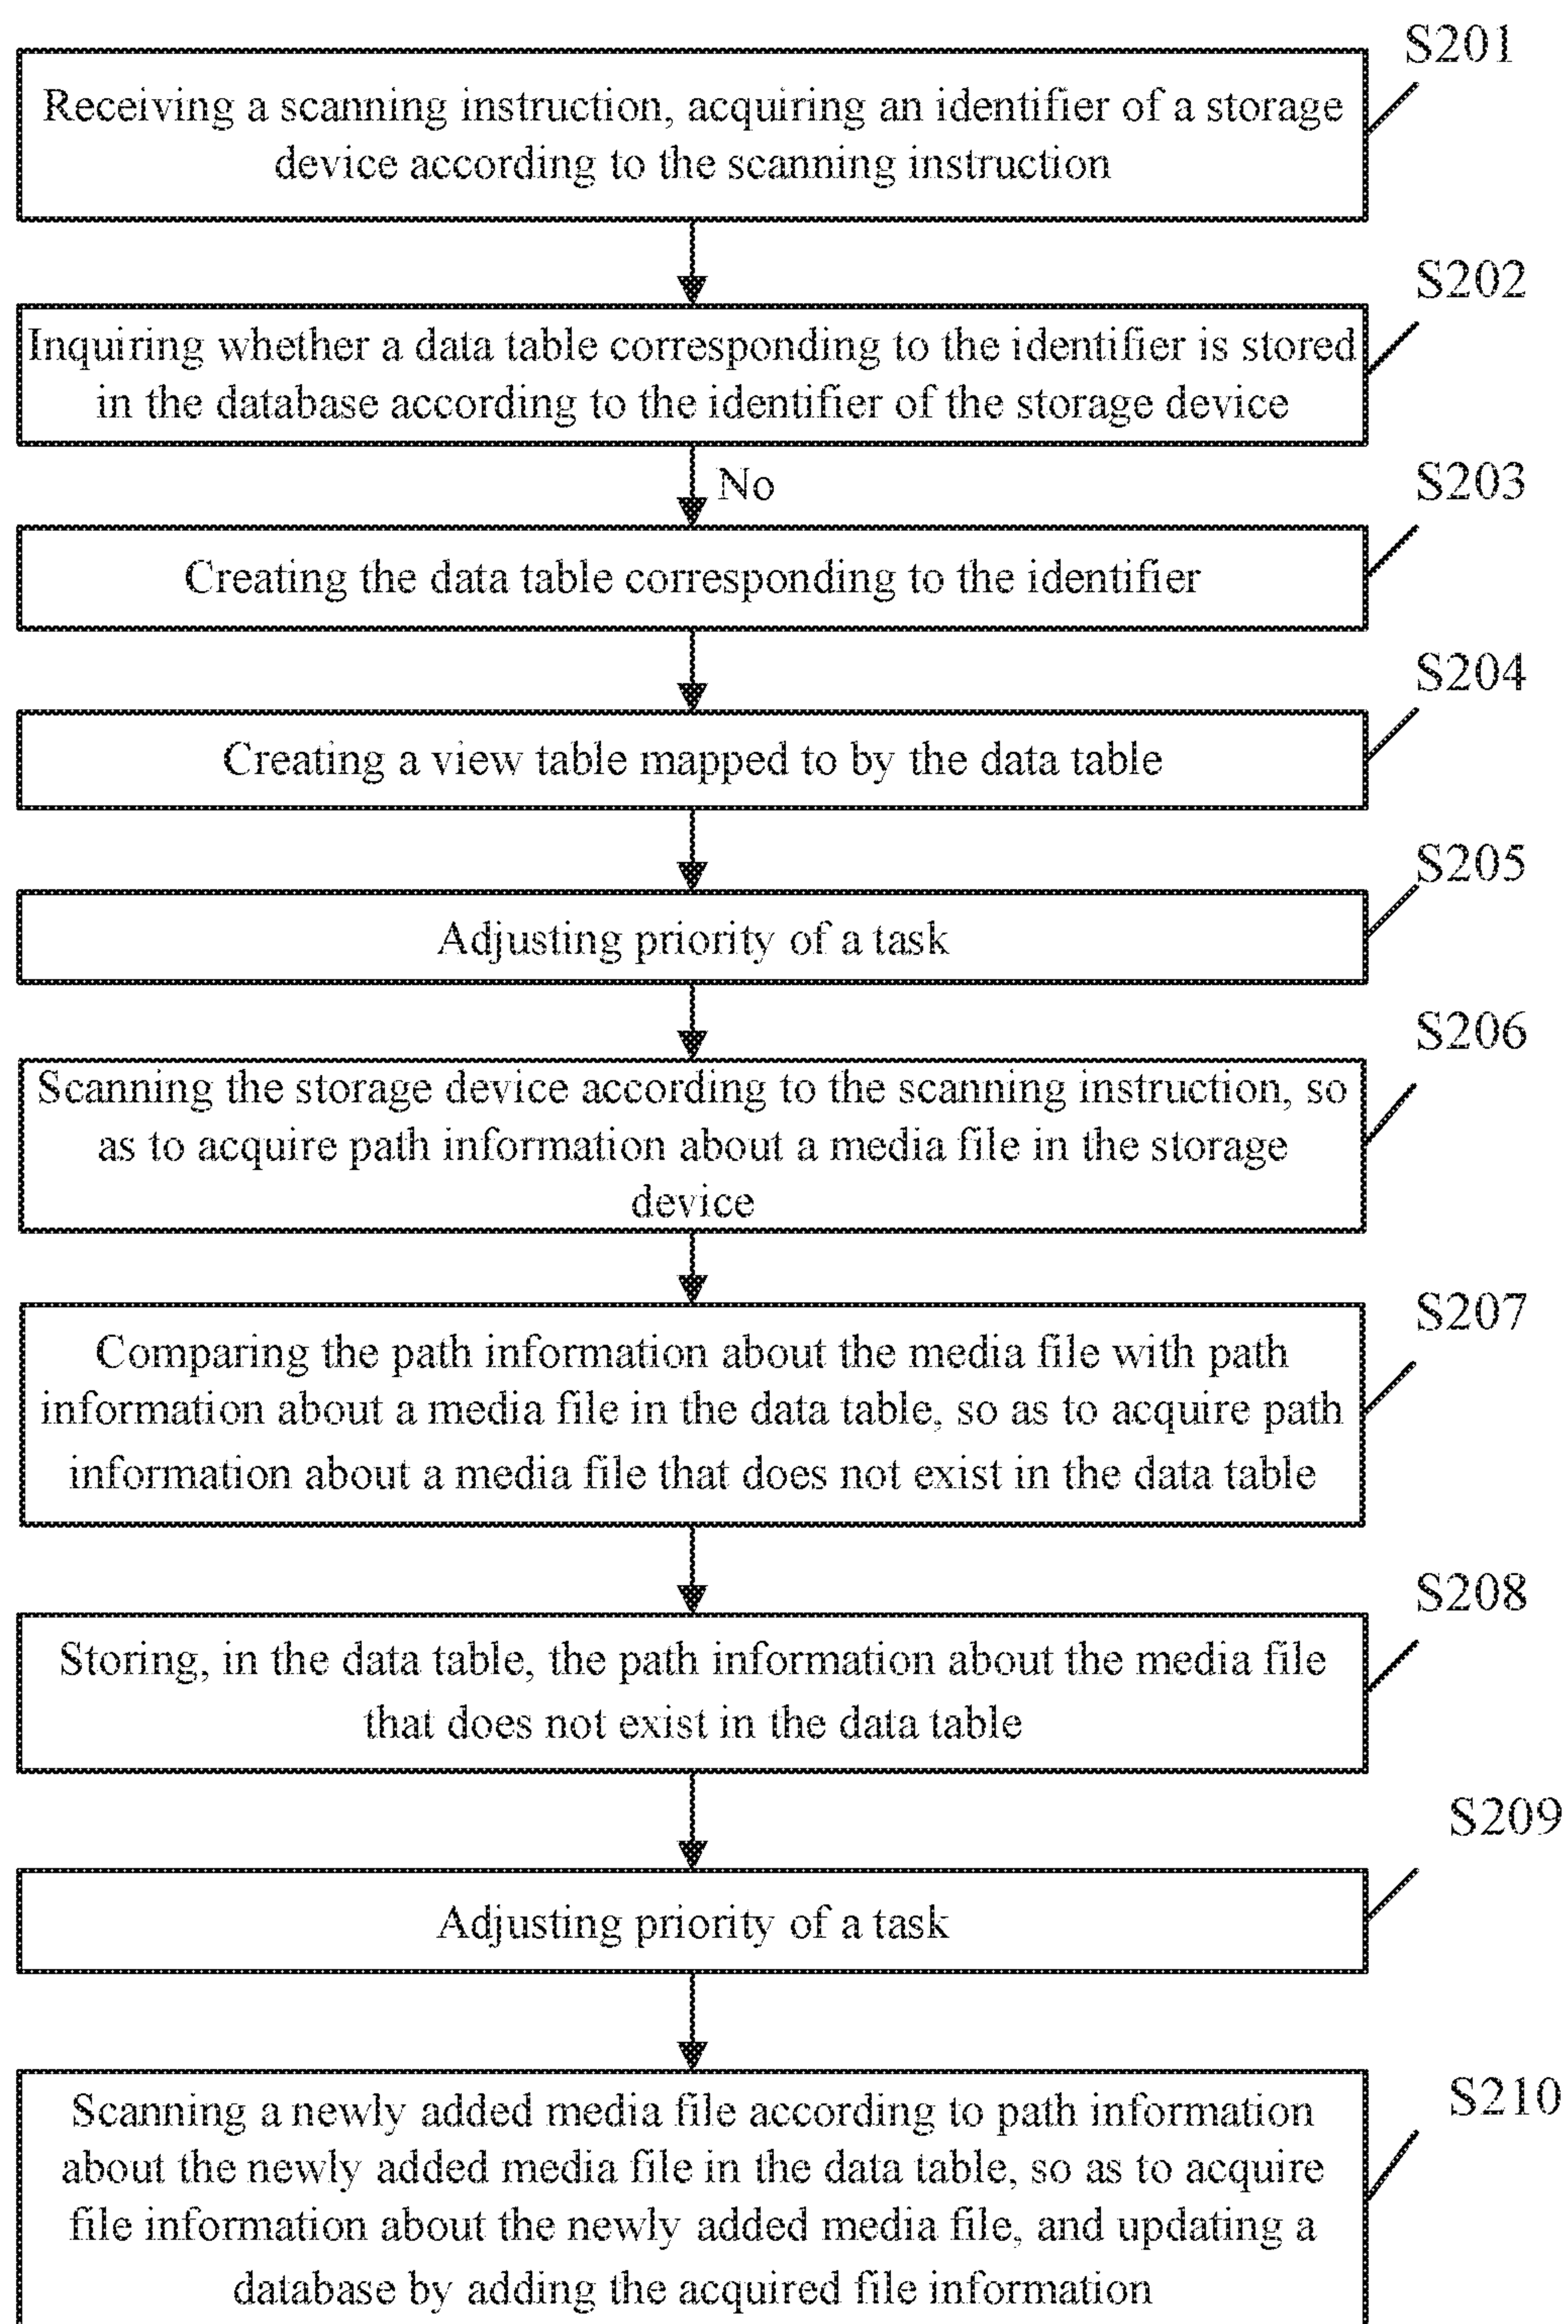 S201
Receiving a scanning instruction, acquiring an identifier of a storage
device according to the scanning instruction
S202
Inquiring whether a data table corresponding to the identifier is stored
in the database according to the identifier of the storage device
No
S203
Creating the data table corresponding to the identifier
S204
Creating a view table mapped to by the data table
S205
Adjusting priority of a task
S206
Scanning the storage device according to the scanning instruction, so
as to acquire path information about a media file in the storage
device
S207
Comparing the path information about the media file with path
information about a media file in the data table, so as to acquire path
information about a media file that does not exist in the data table
S208
Storing, in the data table, the path information about the media file
that does not exist in the data table
S209
Adjusting priority of a task
S210
Scanning a newly added media file according to path information
about the newly added media file in the data table, so as to acquire
file information about the newly added media file, and updating a
database by adding the acquired file information